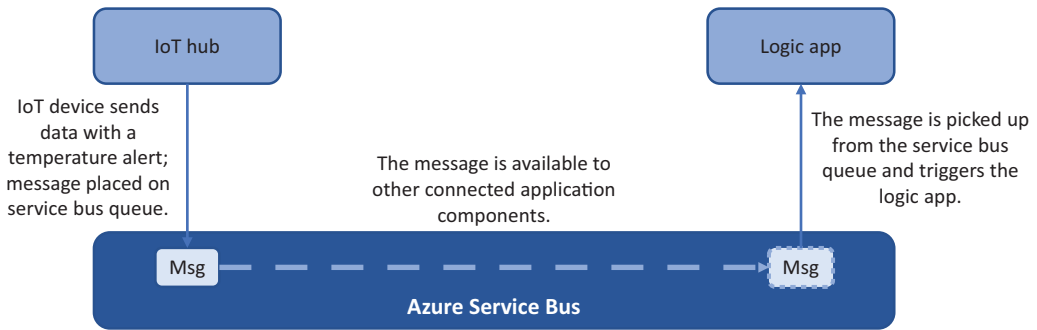 IoT hub
Logic app
IoT device sends
data with a
temperature alert;
message placed on
service bus queue.
The message is available to
other connected application
components.
The message is picked up
from the service bus
queue and triggers the
logic app.
Msg
Msg
Azure Service Bus